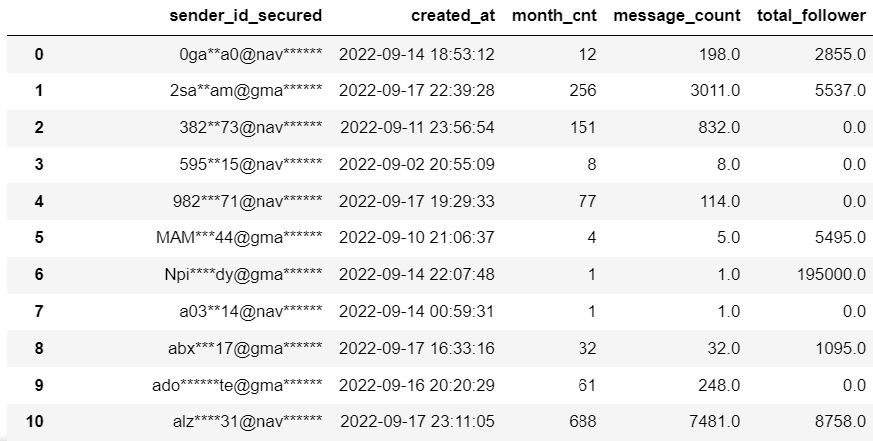 sender_id_secured created_at month_cnt message_count total_follower
0 0ga**a0@nav****** 2022-09-14 18:53:12 12 198.0 2855.0
1 2sa**am@gma****** 2022-09-17 22:39:28 256 3011.0 5537.0
2 382**73@nav****** 2022-09-11 23:56:54 151 832.0 0.0
3 595**15@nav****** 2022-09-02 20:55:09 8 8.0 0.0
4 982***71@nav****** 2022-09-17 19:29:33 77 114.0 0.0
5 MAM***44@gma****** 2022-09-10 21:06:37 4 5.0 5495.0
6 Npi****dy@gma****** 2022-09-14 22:07:48 1 1.0 195000.0
7 a03**14@nav****** 2022-09-14 00:59:31 1 1.0 0.0
8 abx***17@gma****** 2022-09-17 16:33:16 32 32.0 1095.0
9 ado******te@gma****** 2022-09-16 20:20:29 61 248.0 0.0
10 alz****31@nav****** 2022-09-17 23:11:05 688 7481.0 8758.0